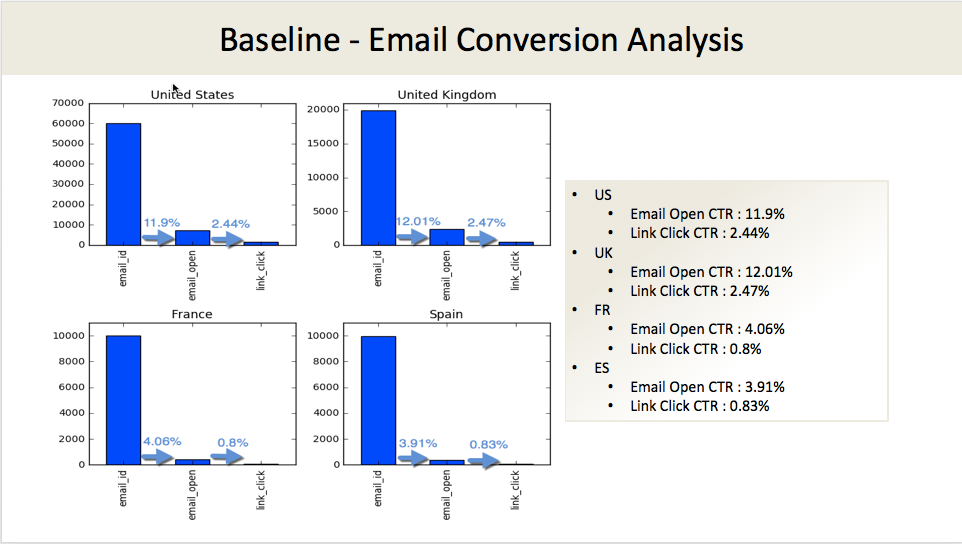 Baseline - Email Conversion Analysis
United States
70000
60000
50000
40000
30000
20000
10000
0
11.9%
2.44%
email_id
email_open
link_click
United Kingdom
20000
15000
10000
5000
0
12.01%
2.47%
email_id
email_open
link_click
France
10000
8000
6000
4000
2000
0
4.06%
0.8%
email_id
email_open
link_click
Spain
10000
8000
6000
4000
2000
0
3.91%
0.83%
email_id
email_open
link_click
• US
• Email Open CTR : 11.9%
• Link Click CTR : 2.44%
• UK
• Email Open CTR : 12.01%
• Link Click CTR : 2.47%
• FR
• Email Open CTR : 4.06%
• Link Click CTR : 0.8%
• ES
• Email Open CTR : 3.91%
• Link Click CTR : 0.83%